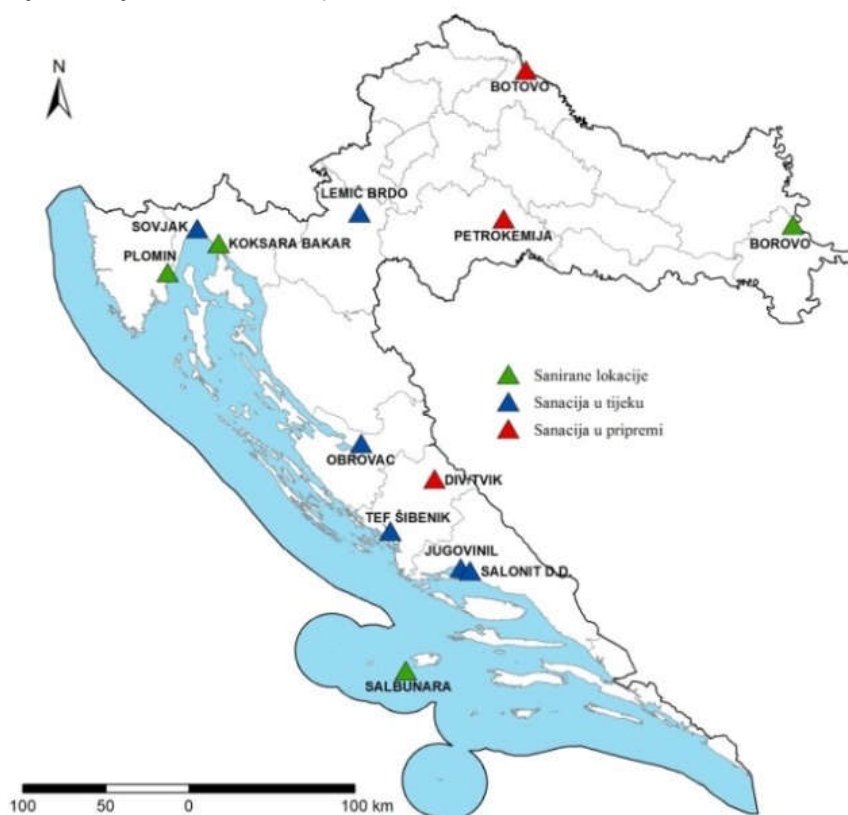 N
BOTOVO
LEMIĆ BRDO
SOVJAK
KOKSARA BAKAR
PETROKEMIJA
BOROVO
PLOMIN
Sanirane lokacije
Sanacija u tijeku
Sanacija u pripremi
OBROVAC
DIV/TVIK
TEF ŠIBENIK
JUGOVINIL
SALONIT D.D.
SALBUNARA
100 50 0 100 km